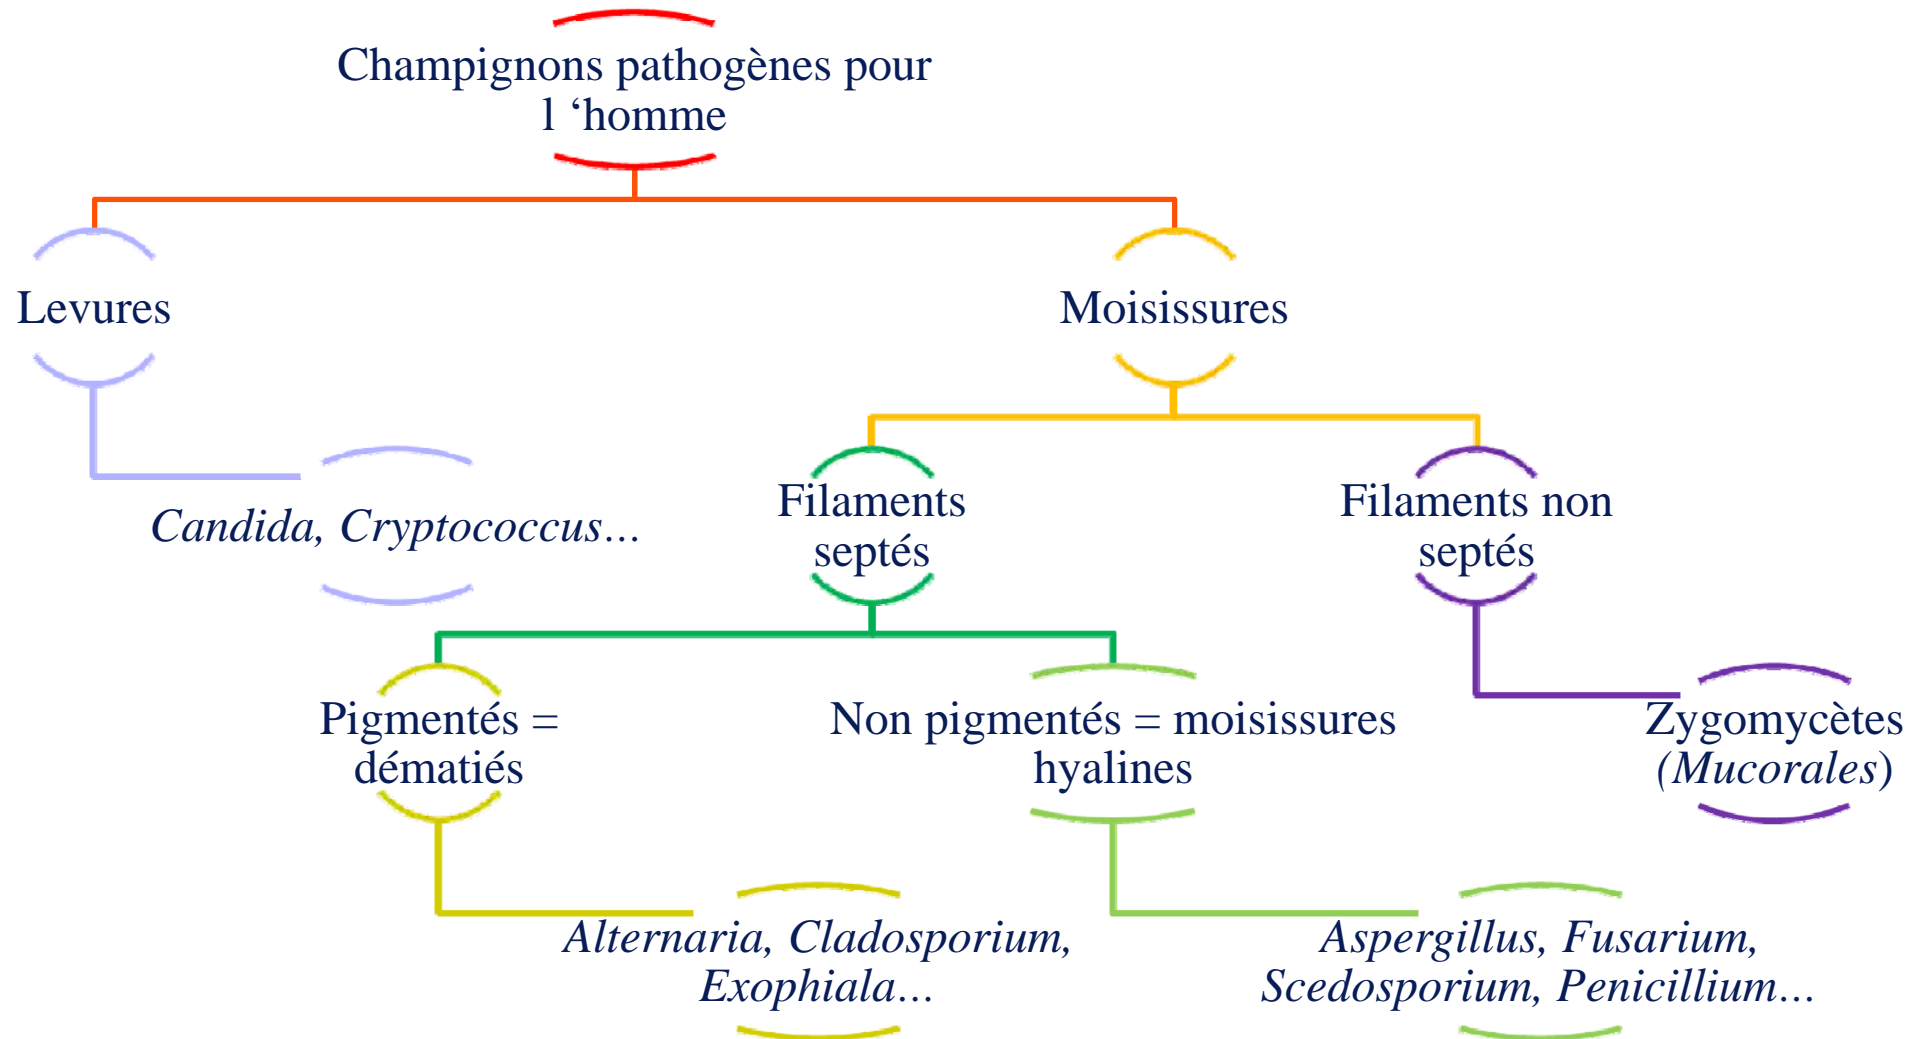 Champignons pathogènes pour
l ‘homme
Levures
Moisissures
Candida, Cryptococcus…
Filaments
septés
Filaments non
septés
Pigmentés =
dématiés
Non pigmentés = moisissures
hyalines
Zygomycètes
(Mucorales)
Alternaria, Cladosporium,
Exophiala…
Aspergillus, Fusarium,
Scedosporium, Penicillium…